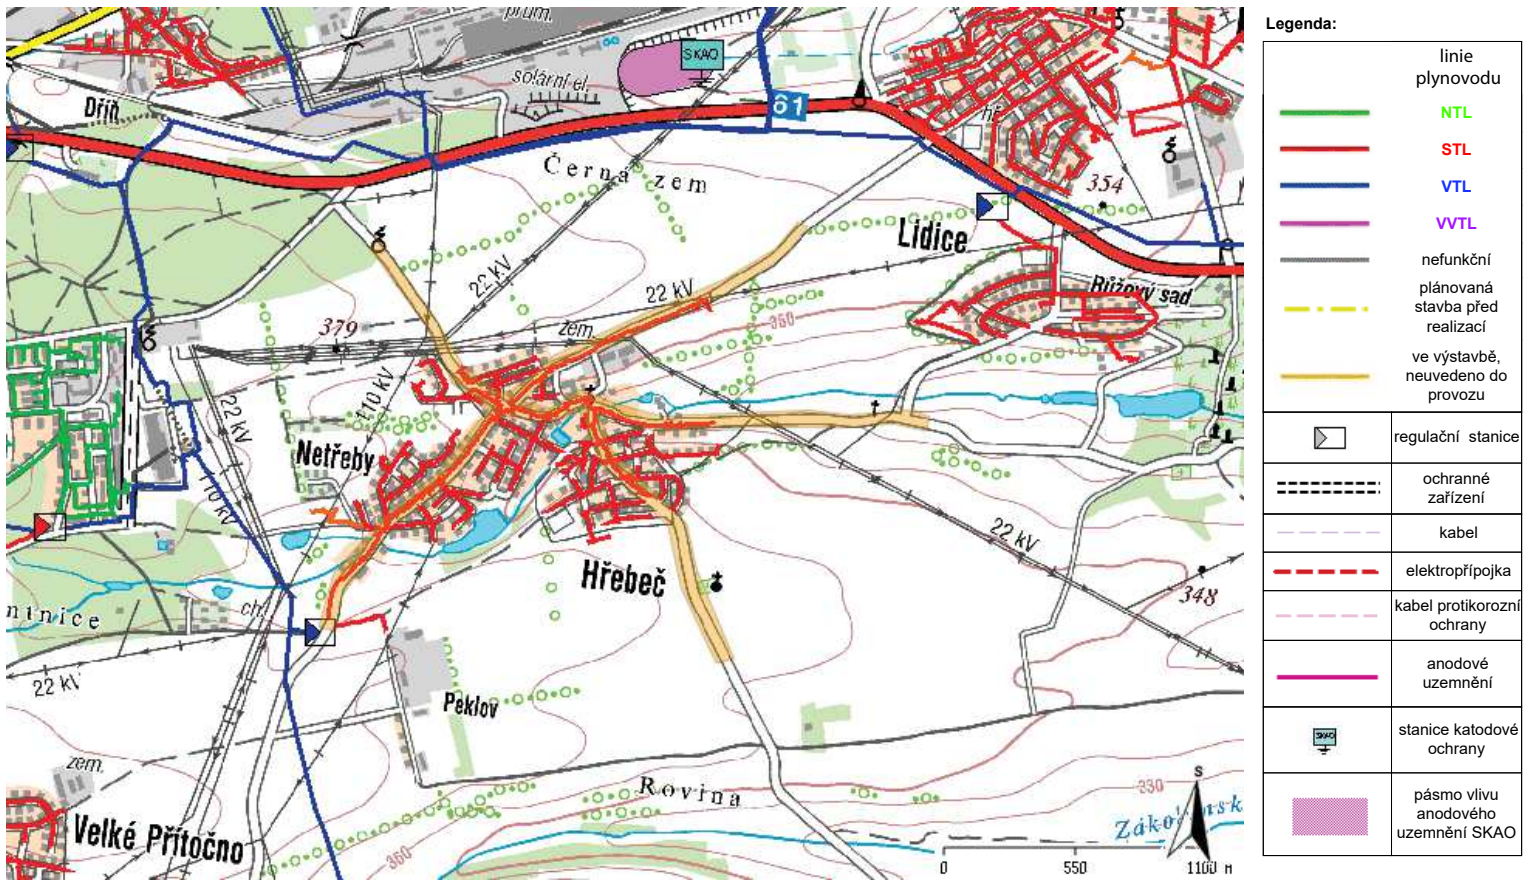 prům.
SKAO
solární el.
Dříň
61
hř.
Černá zem
354
Lidice
22 kV
22 kV
Růžový sad
379
zem.
350
110 kV
22 kV
Netřeby
110 kV
22 kV
Hřebeč
348
ch.
22 kV
Peklov
zem.
Rovina
330
Velké Přítočno
360
S
0 550 1100 M
Legenda:
linie
plynovodu
NTL
STL
VTL
VVTL
nefunkční
plánovaná
stavba před
realizací
ve výstavbě,
neuvedeno do
provozu
regulační stanice
ochranné
zařízení
kabel
elektropřípojka
kabel protikorozní
ochrany
anodové
uzemnění
SKAO
stanice katodové
ochrany
pásmo vlivu
anodového
uzemnění SKAO